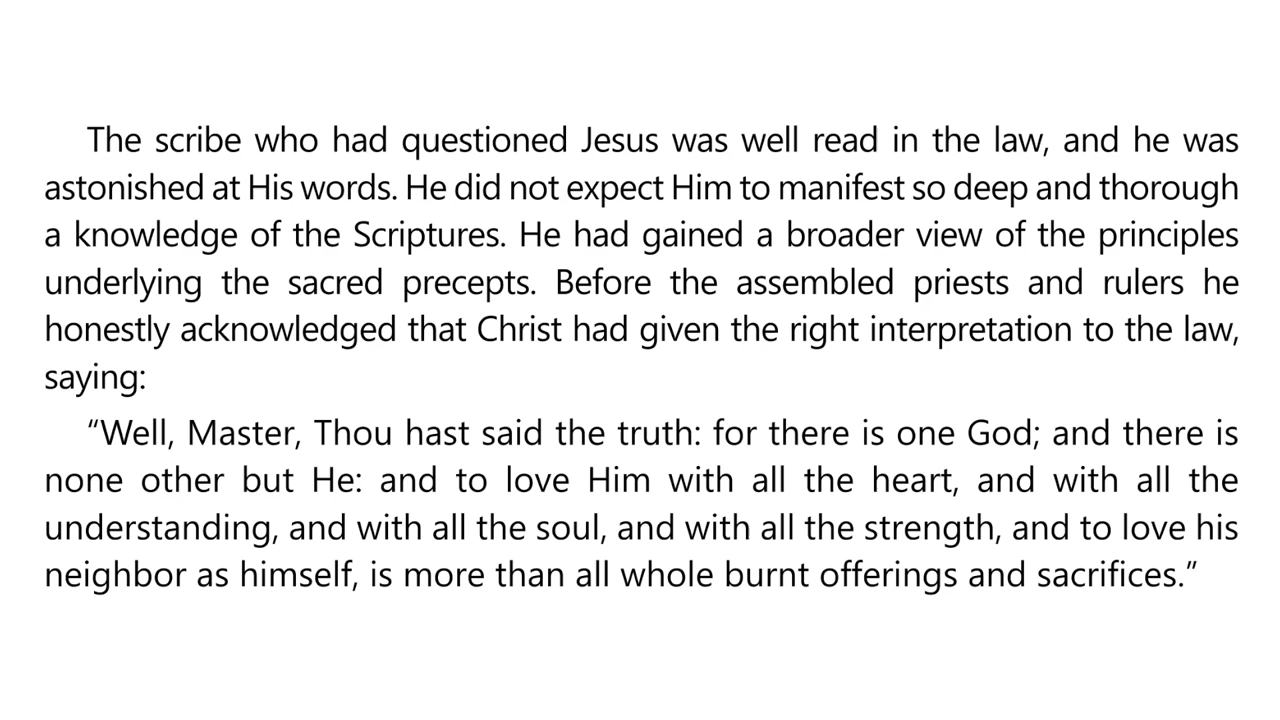 The scribe who had questioned Jesus was well read in the law, and he was
astonished at His words. He did not expect Him to manifest so deep and thorough
a knowledge of the Scriptures. He had gained a broader view of the principles
underlying the sacred precepts. Before the assembled priests and rulers he
honestly acknowledged that Christ had given the right interpretation to the law,
saying:
“Well, Master, Thou hast said the truth: for there is one God; and there is
none other but He: and to love Him with all the heart, and with all the
understanding, and with all the soul, and with all the strength, and to love his
neighbor as himself, is more than all whole burnt offerings and sacrifices.”